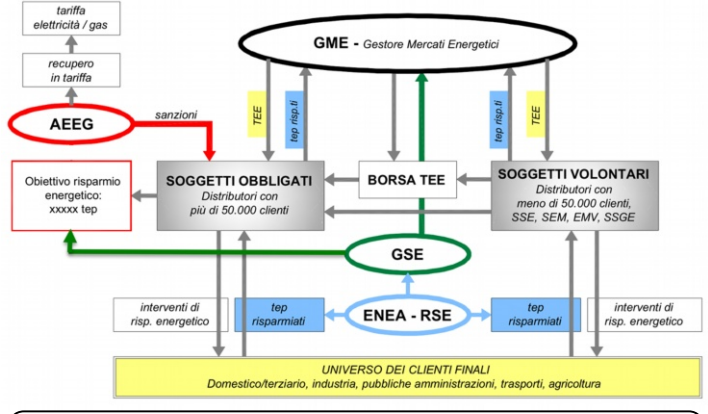 tariffa
elettricità / gas
GME - Gestore Mercati Energetici
recupero
in tariffa
AEEG
sanzioni
TEE
tep risp.ti
tep risp.ti
TEE
Obiettivo risparmio
energetico:
xxxxx tep
SOGGETTI OBBLIGATI
Distributori con
più di 50.000 clienti
BORSA TEE
SOGGETTI VOLONTARI
Distributori con
meno di 50.000 clienti,
SSE, SEM, EMV, SSGE
GSE
interventi di
risp. energetico
tep
risparmiati
ENEA - RSE
tep
risparmiati
interventi di
risp. energetico
UNIVERSO DEI CLIENTI FINALI
Domestico/terziario, industria, pubbliche amministrazioni, trasporti, agricoltura